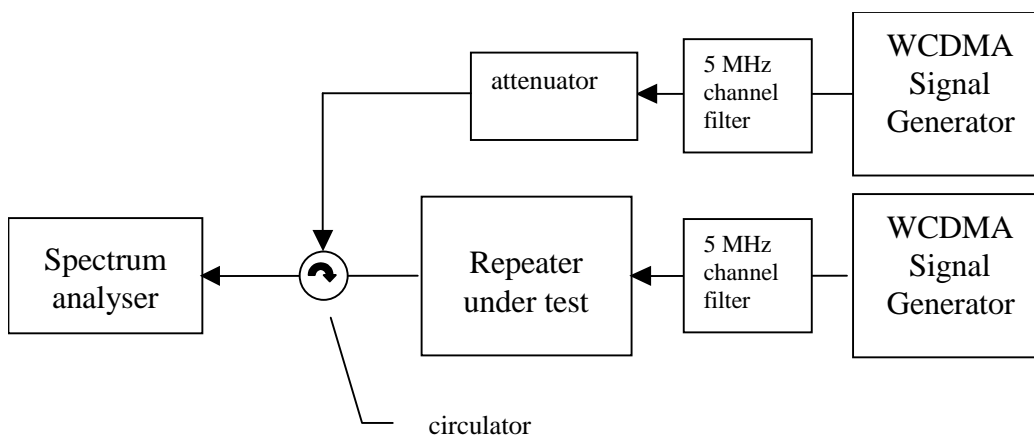 attenuator
5 MHz
channel
filter
WCDMA
Signal
Generator
Spectrum
analyser
Repeater
under test
5 MHz
channel
filter
WCDMA
Signal
Generator
circulator